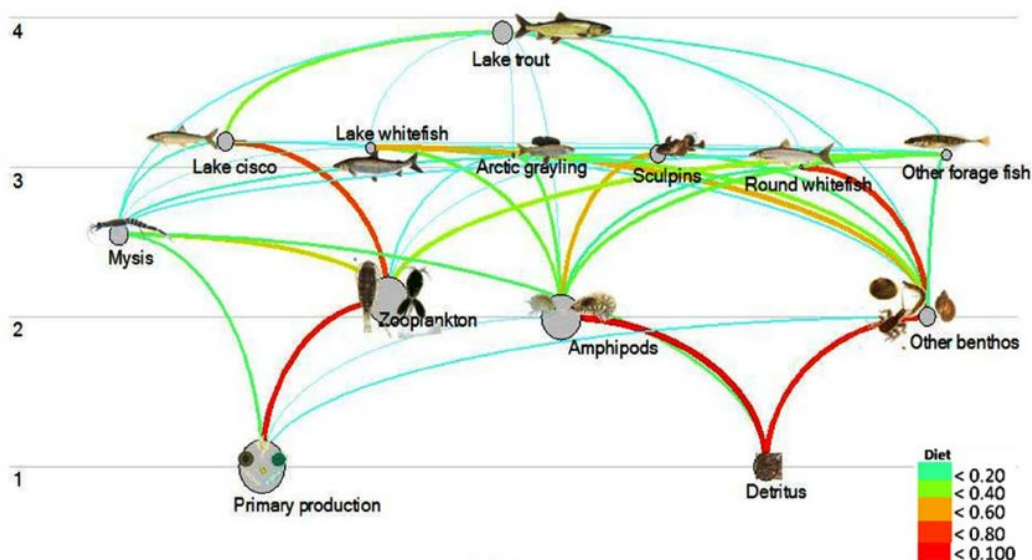 4
Lake trout
Lake whitefish
Lake cisco
Arctic grayling
Sculpins
Round whitefish
Other forage fish
3
Mysis
Zooplankton
2
Amphipods
Other benthos
1
Primary production
Detritus
Diet
< 0.20
< 0.40
< 0.60
< 0.80
< 0.100